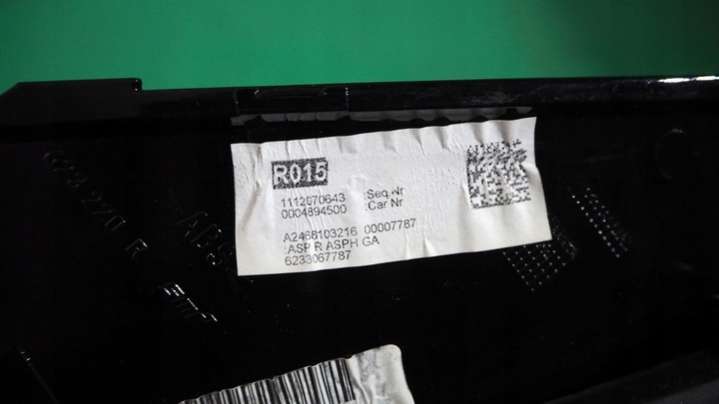 R015
1112070643 :Seq.Nr
0004894500 :Car Nr
A2468103216 00007787
:ASP R ASPH GA
6233067787